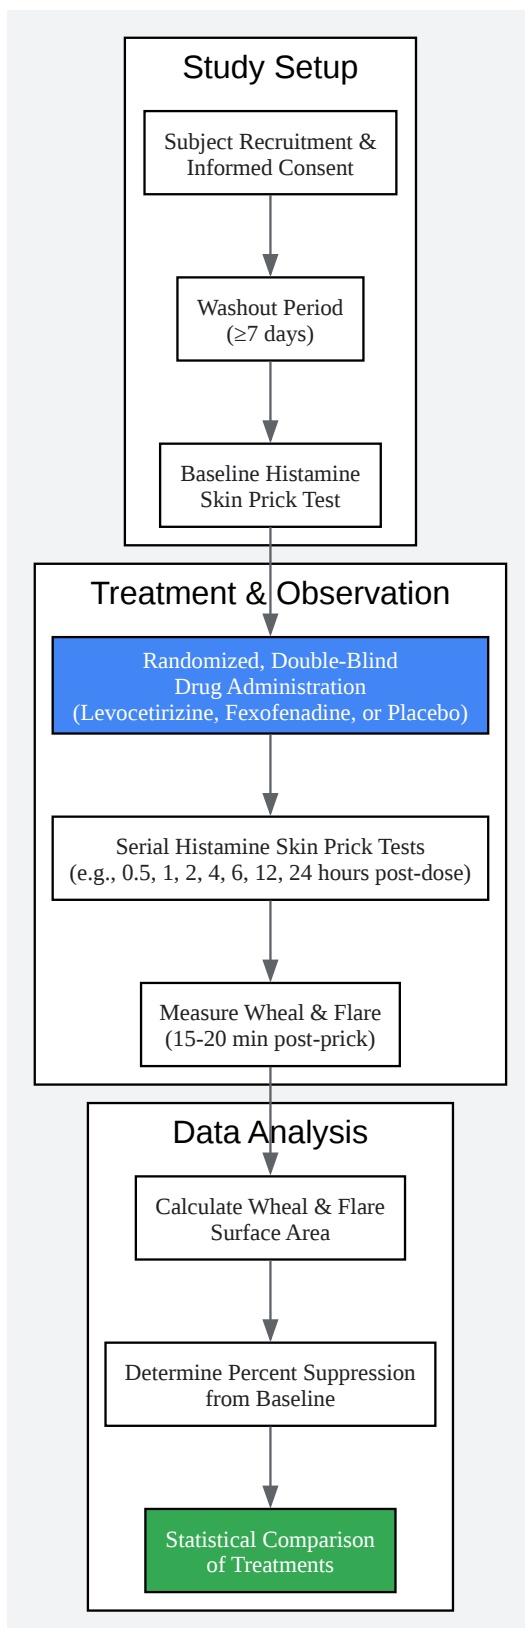 Study Setup
Subject Recruitment &
Informed Consent
Washout Period
(≥7 days)
Baseline Histamine
Skin Prick Test
Treatment & Observation
Randomized, Double-Blind
Drug Administration
(Levocetirizine, Fexofenadine, or Placebo)
Serial Histamine Skin Prick Tests
(e.g., 0.5, 1, 2, 4, 6, 12, 24 hours post-dose)
Measure Wheal & Flare
(15-20 min post-prick)
Data Analysis
Calculate Wheal & Flare
Surface Area
Determine Percent Suppression
from Baseline
Statistical Comparison
of Treatments